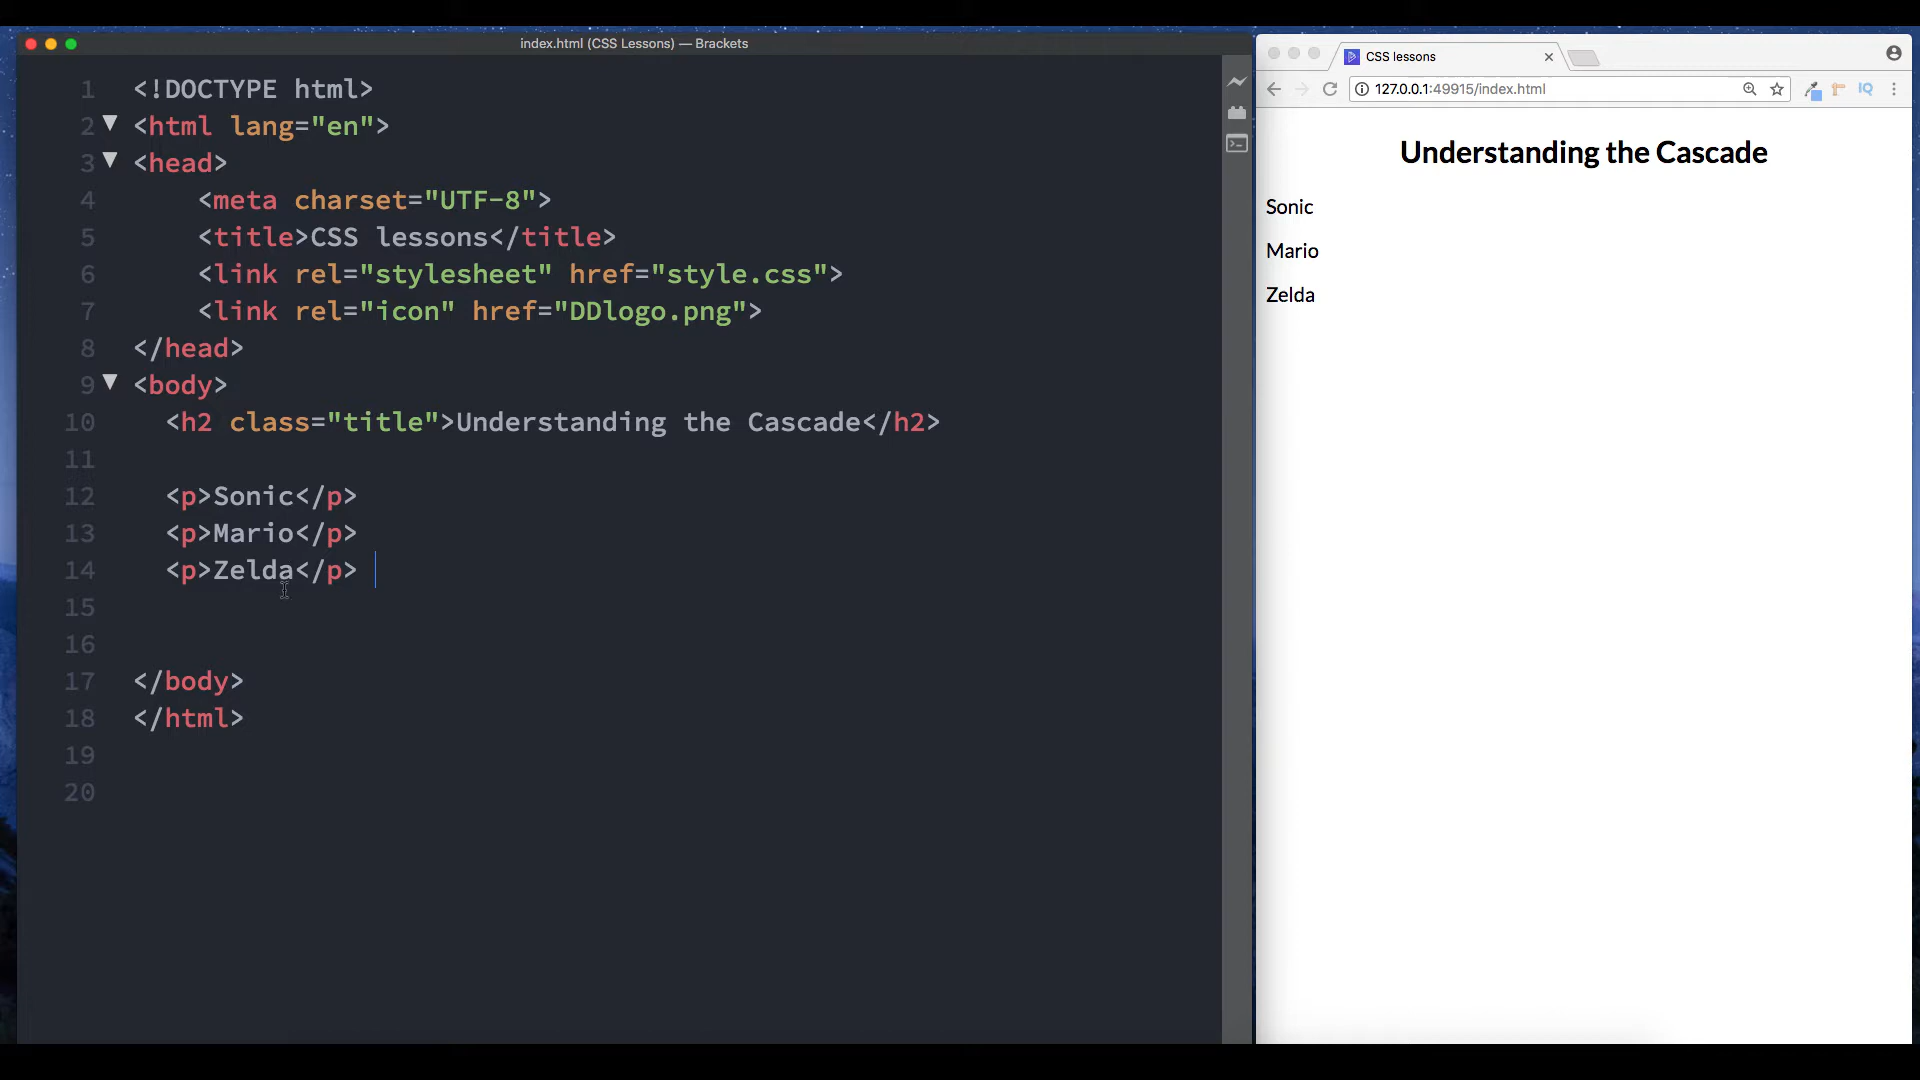 index.html (CSS Lessons) — Brackets
1 <!DOCTYPE html>
2 <html lang="en">
3 <head>
4 <meta charset="UTF-8">
5 <title>CSS lessons</title>
6 <link rel="stylesheet" href="style.css">
7 <link rel="icon" href="DDlogo.png">
8 </head>
9 <body>
10 <h2 class="title">Understanding the Cascade</h2>
11
12 <p>Sonic</p>
13 <p>Mario</p>
14 <p>Zelda</p>
15
16
17 </body>
18 </html>
19
20
CSS lessons
127.0.0.1:49915/index.html
IQ
Understanding the Cascade
Sonic
Mario
Zelda